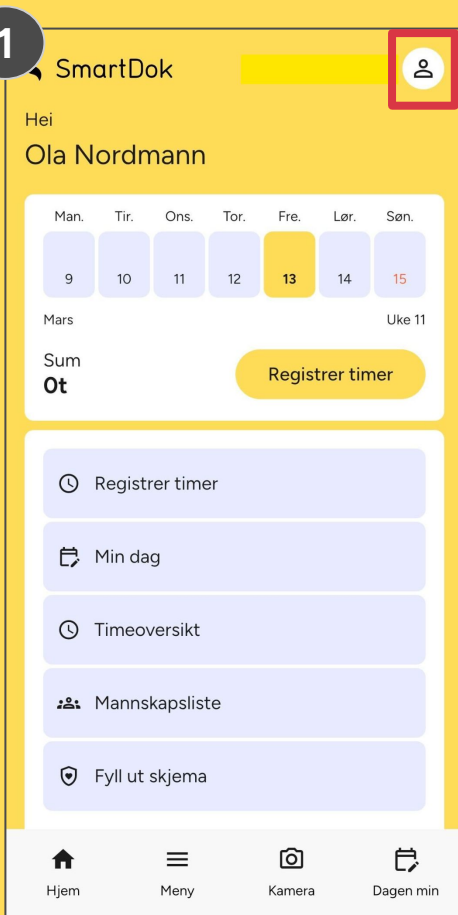 1
SmartDok
Hei
Ola Nordmann
Man. Tir. Ons. Tor. Fre. Lør. Søn.
9 10 11 12 13 14 15
Mars Uke 11
Sum
0t
Registrer timer
Registrer timer
Min dag
Timeoversikt
Mannskapsliste
Fyll ut skjema
Hjem Meny Kamera Dagen min